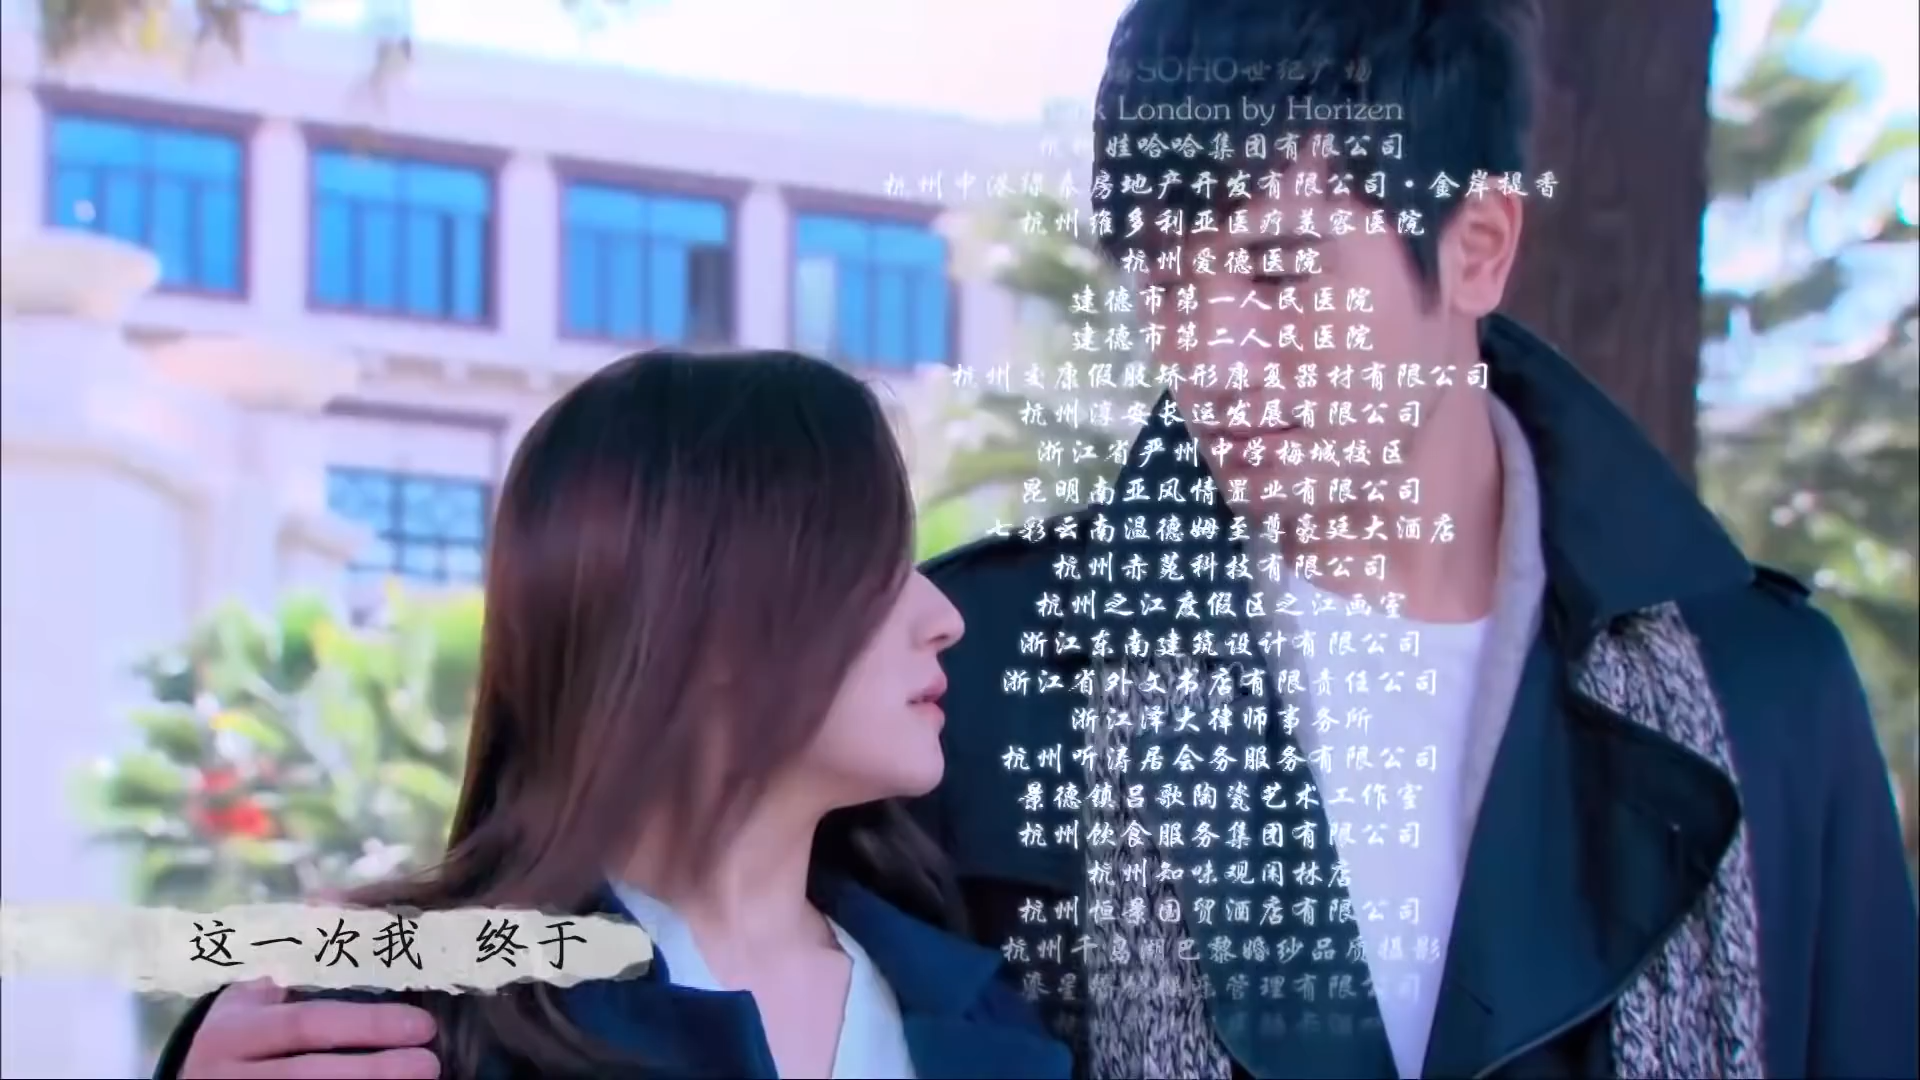 SOHO世纪广场
London by Horizen
杭州娃哈哈集团有限公司
杭州中港绿泰房地产开发有限公司·金岸提香
杭州维多利亚医疗美容医院
杭州爱德医院
建德市第一人民医院
建德市第二人民医院
杭州支康假肢矫形康复器材有限公司
杭州淳安长运发展有限公司
浙江省严州中学梅城校区
昆明南亚风情置业有限公司
七彩云南温德姆至尊豪廷大酒店
杭州赤菟科技有限公司
杭州之江度假区之江画室
浙江东南建筑设计有限公司
浙江省外文书店有限责任公司
浙江泽大律师事务所
杭州听涛居会务服务有限公司
景德镇吕歌陶瓷艺术工作室
杭州饮食服务集团有限公司
杭州知味观闲林店
杭州恒景国贸酒店有限公司
杭州千岛湖巴黎婚纱品质摄影
管理有限公司
这一次我 终于